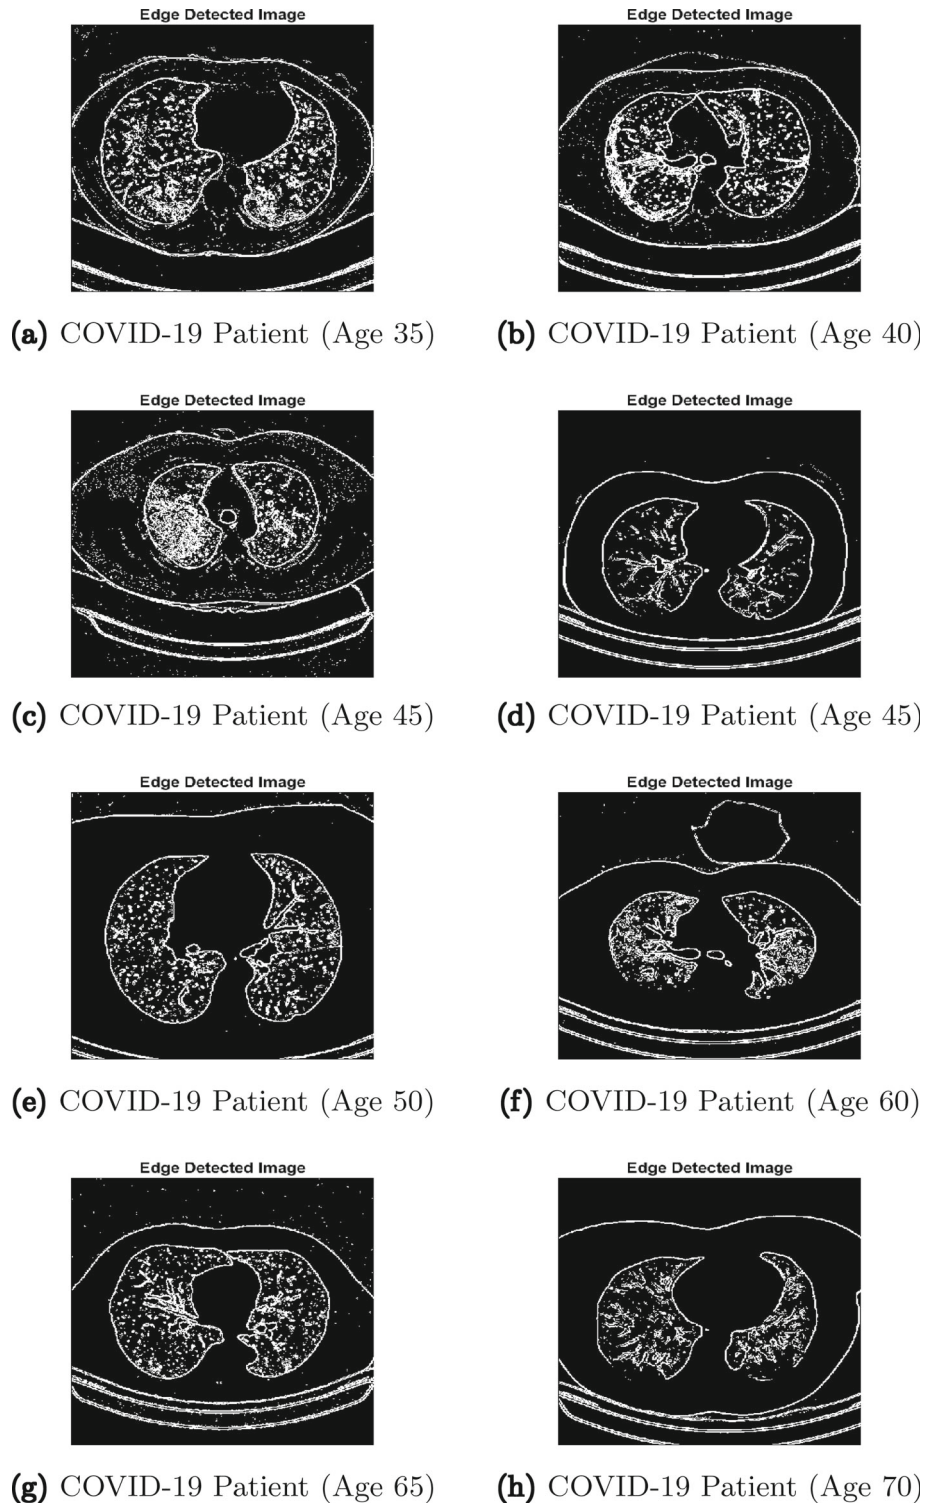 Edge Detected Image
Edge Detected Image
(a) COVID-19 Patient (Age 35)
(b) COVID-19 Patient (Age 40)
Edge Detected Image
Edge Detected Image
(c) COVID-19 Patient (Age 45)
(d) COVID-19 Patient (Age 45)
Edge Detected Image
Edge Detected Image
(e) COVID-19 Patient (Age 50)
(f) COVID-19 Patient (Age 60)
Edge Detected Image
Edge Detected Image
(g) COVID-19 Patient (Age 65)
(h) COVID-19 Patient (Age 70)